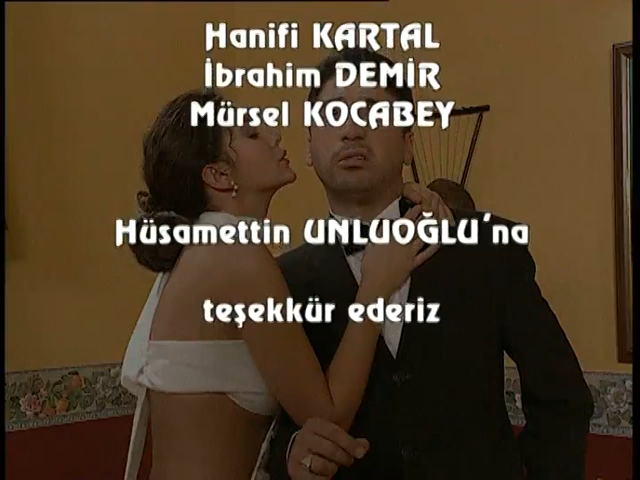 Hanifi KARTAL
İbrahim DEMİR
Mürsel KOCABEY
Hüsamettin UNLUOĞLU'na
teşekkür ederiz